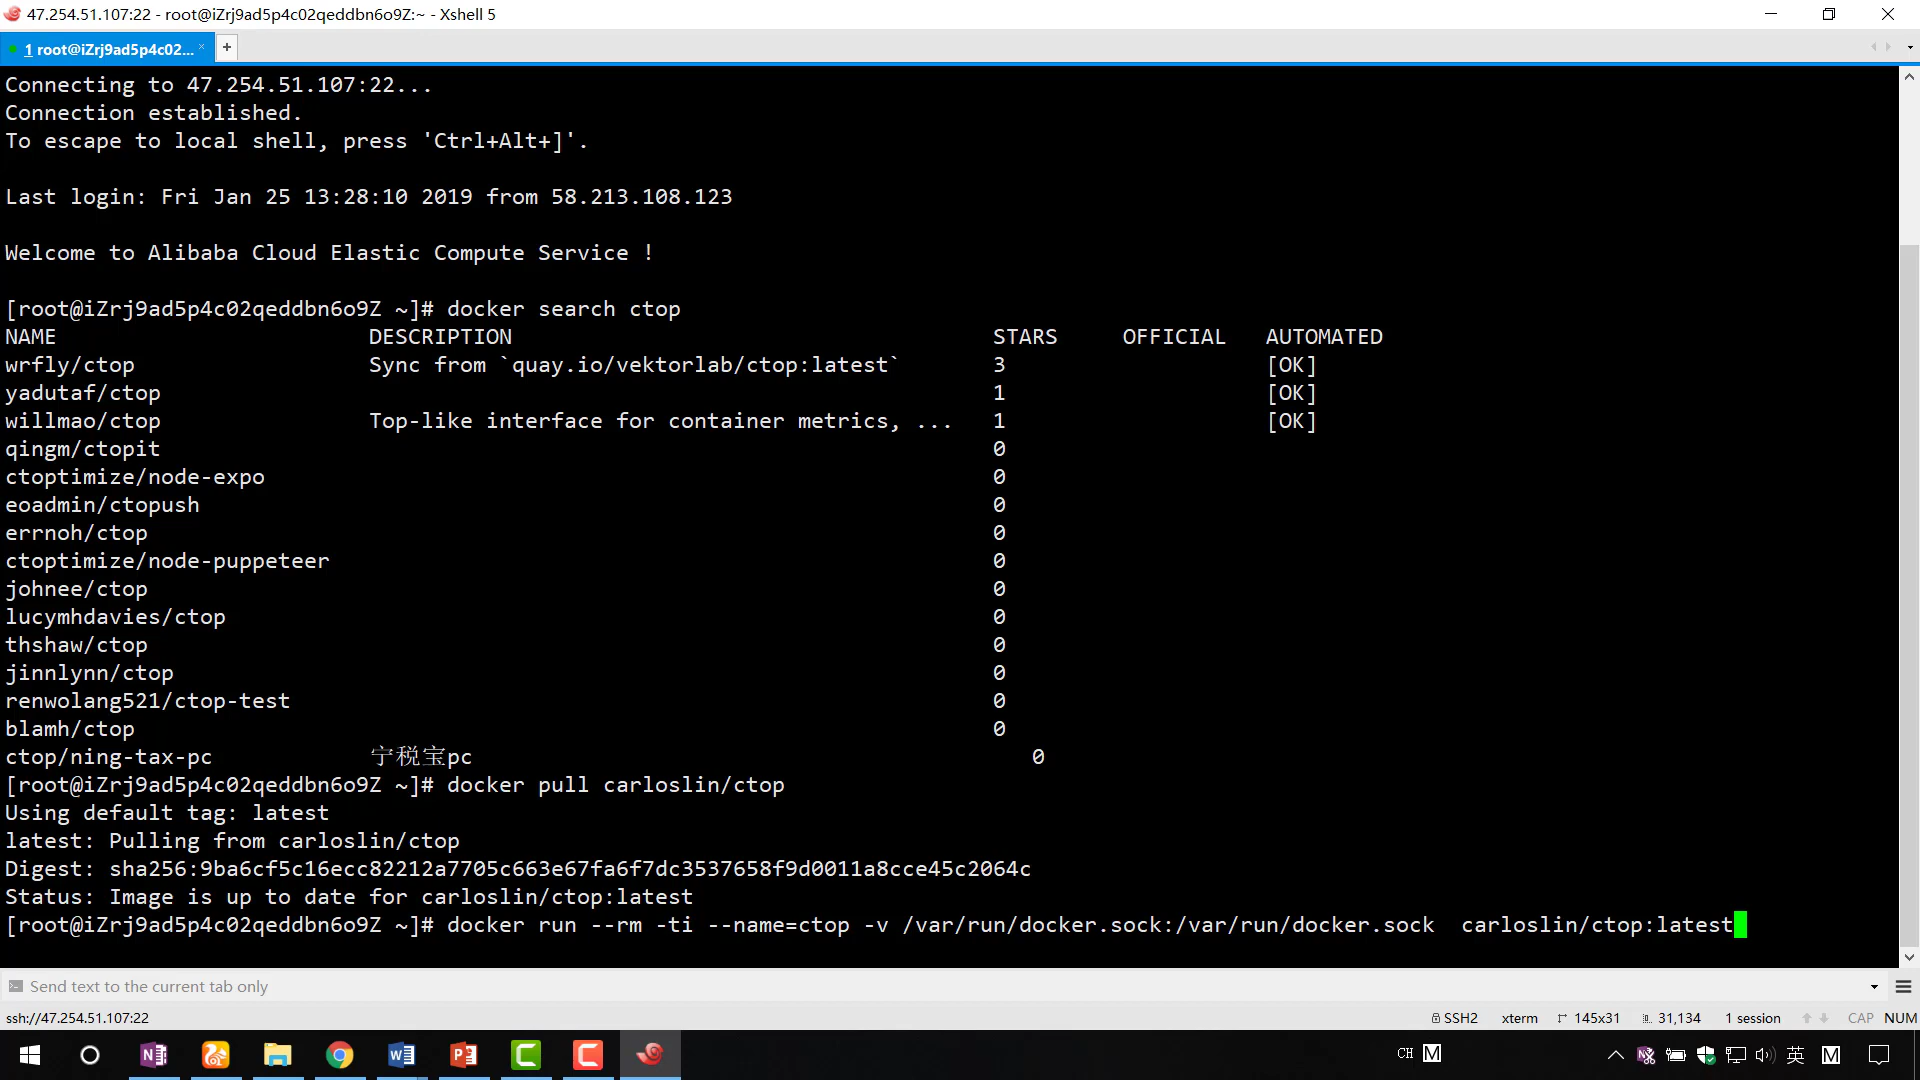 47.254.51.107:22 - root@iZrj9ad5p4c02qeddbn6o9Z:~ - Xshell 5
1 root@iZrj9ad5p4c02... × +
Connecting to 47.254.51.107:22...
Connection established.
To escape to local shell, press 'Ctrl+Alt+]'.
Last login: Fri Jan 25 13:28:10 2019 from 58.213.108.123
Welcome to Alibaba Cloud Elastic Compute Service !
[root@iZrj9ad5p4c02qeddbn6o9Z ~]# docker search ctop
NAME DESCRIPTION STARS OFFICIAL AUTOMATED
wrfly/ctop Sync from `quay.io/vektorlab/ctop:latest` 3 [OK]
yadutaf/ctop 1 [OK]
willmao/ctop Top-like interface for container metrics, ... 1 [OK]
qingm/ctopit 0
ctoptimize/node-expo 0
eoadmin/ctopush 0
errnoh/ctop 0
ctoptimize/node-puppeteer 0
johnee/ctop 0
lucymhdavies/ctop 0
thshaw/ctop 0
jinnlynn/ctop 0
renwolang521/ctop-test 0
blamh/ctop 0
ctop/ning-tax-pc 宁税宝pc 0
[root@iZrj9ad5p4c02qeddbn6o9Z ~]# docker pull carloslin/ctop
Using default tag: latest
latest: Pulling from carloslin/ctop
Digest: sha256:9ba6cf5c16ecc82212a7705c663e67fa6f7dc3537658f9d0011a8cce45c2064c
Status: Image is up to date for carloslin/ctop:latest
[root@iZrj9ad5p4c02qeddbn6o9Z ~]# docker run --rm -ti --name=ctop -v /var/run/docker.sock:/var/run/docker.sock  carloslin/ctop:latest
Send text to the current tab only
ssh://47.254.51.107:22 SSH2 xterm 145x31 31,134 1 session CAP NUM
CH M 英 M